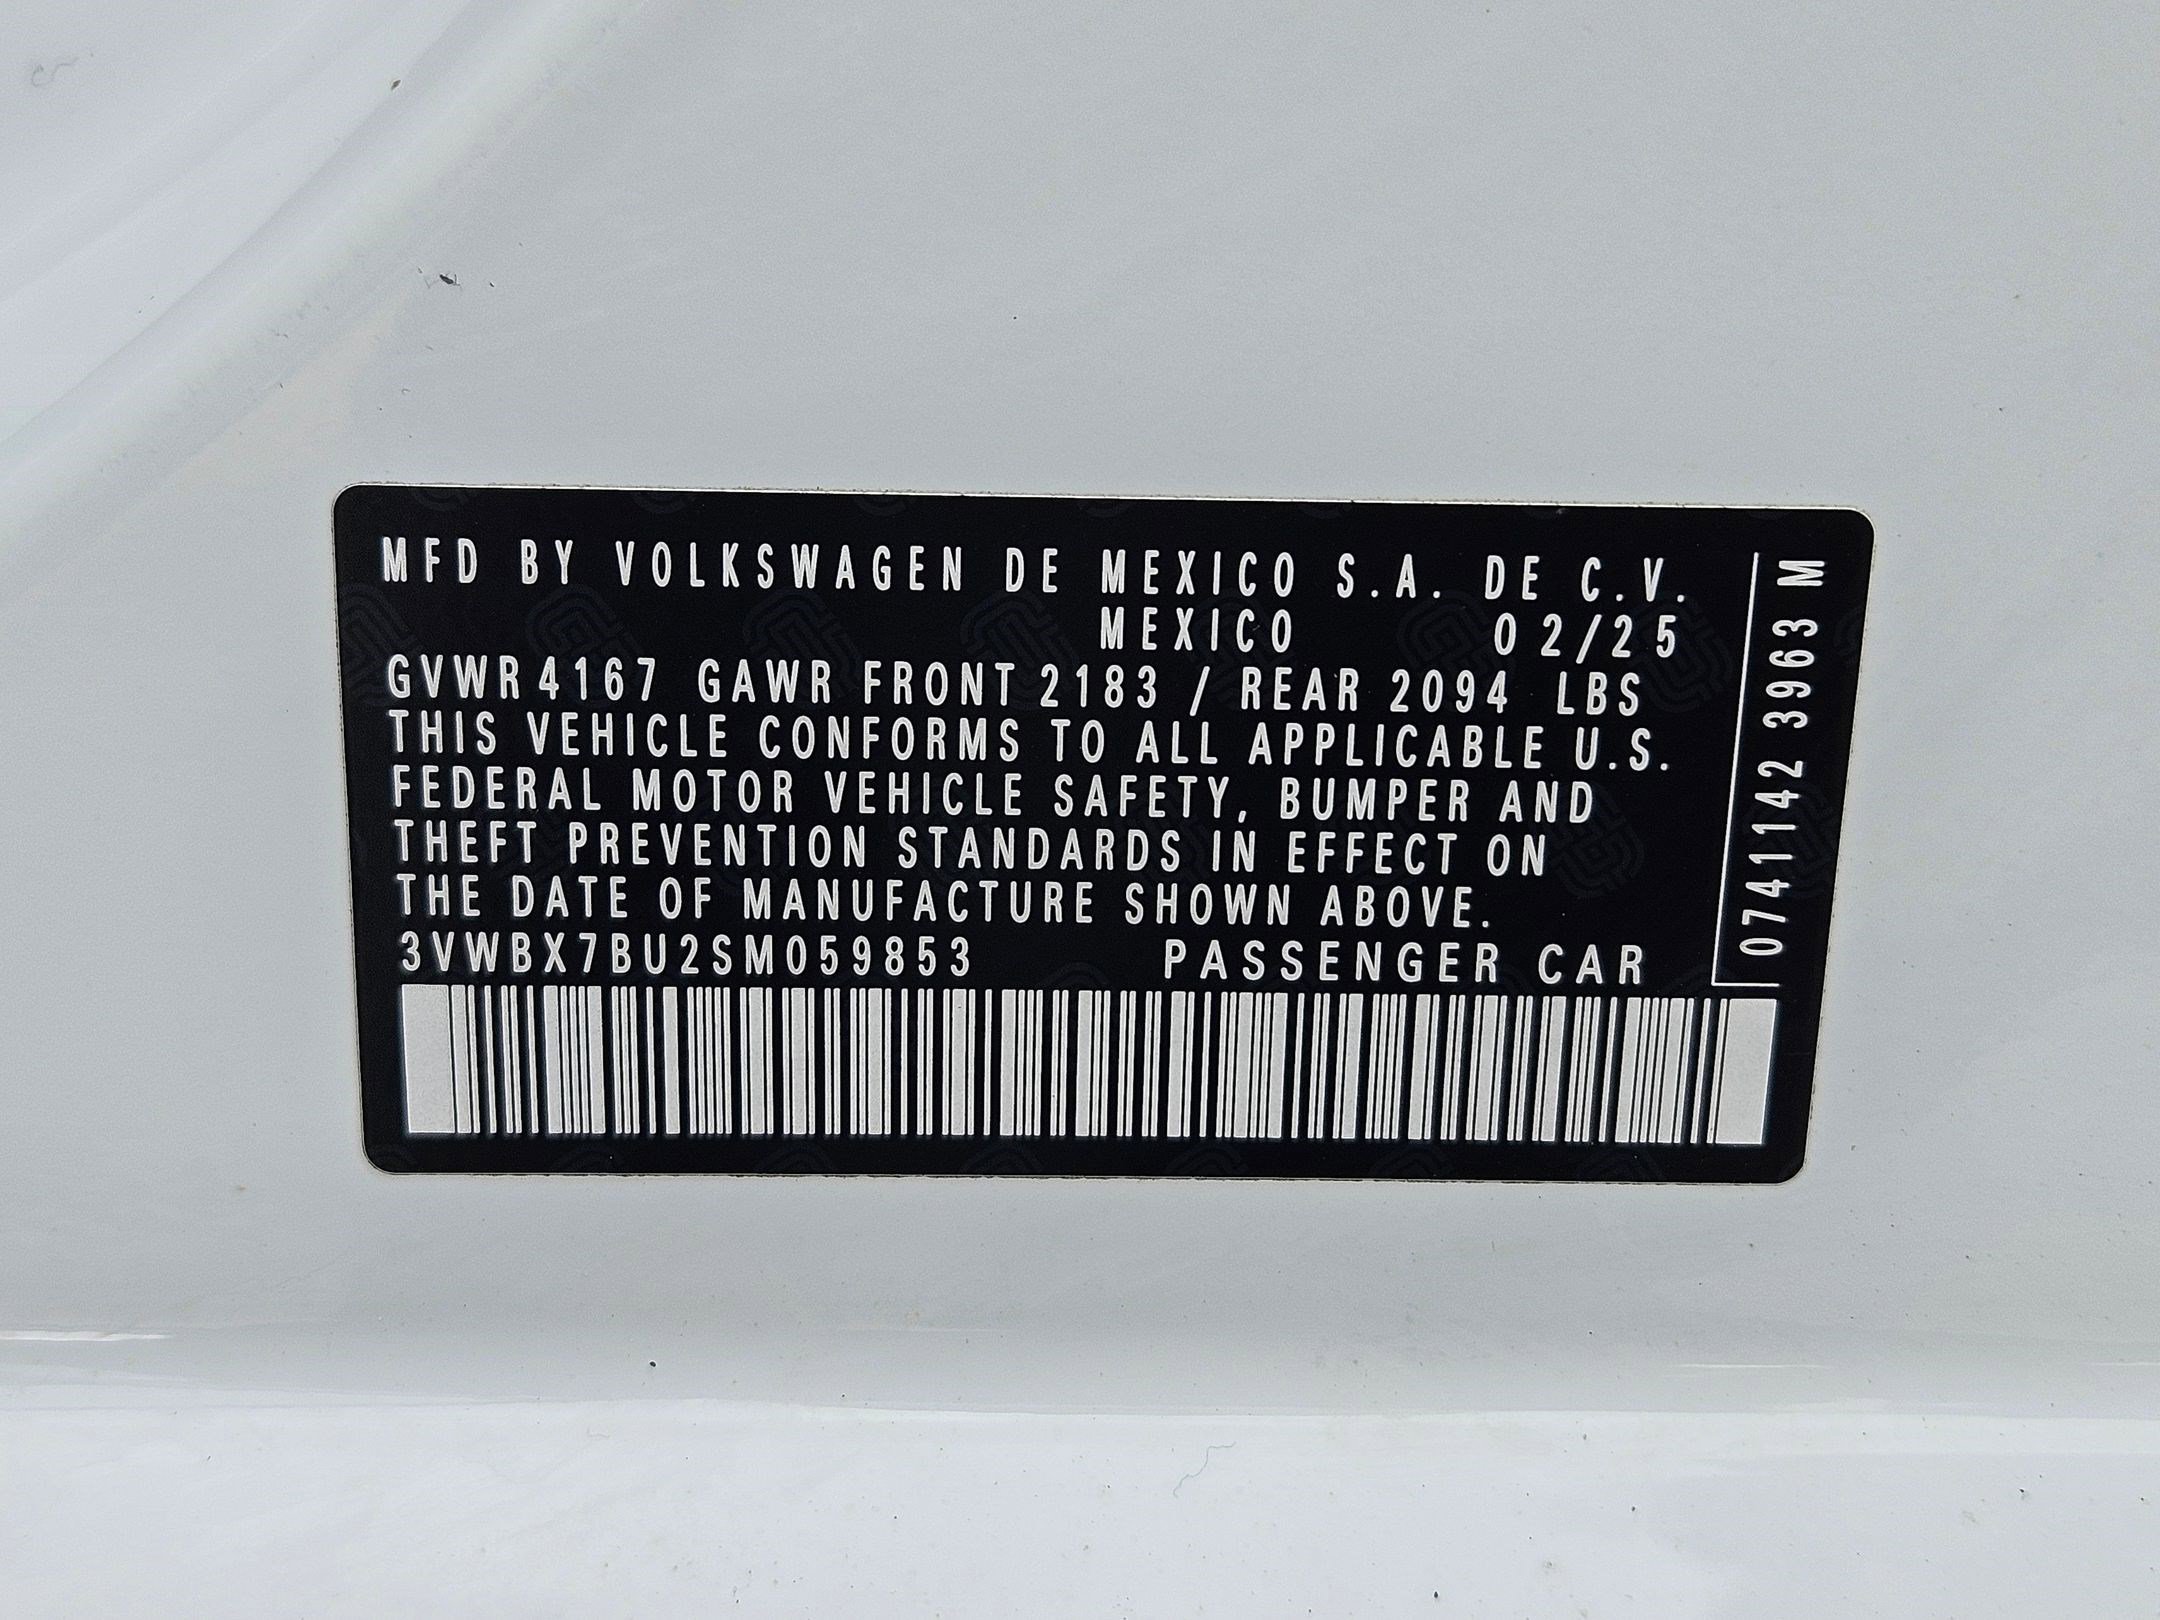 MFD BY VOLKSWAGEN DE MEXICO S.A. DE C.V.
MEXICO 02/25
GVWR 4167 GAWR FRONT 2183 / REAR 2094 LBS
THIS VEHICLE CONFORMS TO ALL APPLICABLE U.S.
FEDERAL MOTOR VEHICLE SAFETY, BUMPER AND
THEFT PREVENTION STANDARDS IN EFFECT ON
THE DATE OF MANUFACTURE SHOWN ABOVE.
3VWBX7BU2SM059853 PASSENGER CAR
0741142 3963 M